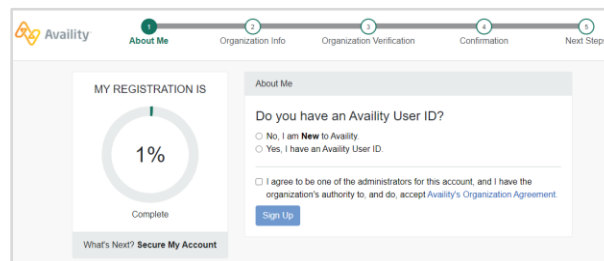 Availity
1 2 3 4 5
About Me Organization Info Organization Verification Confirmation Next Steps
MY REGISTRATION IS
1%
Complete
What's Next? Secure My Account
About Me
Do you have an Availity User ID?
No, I am New to Availity.
Yes, I have an Availity User ID.
I agree to be one of the administrators for this account, and I have the
organization's authority to, and do, accept Availity's Organization Agreement.
Sign Up